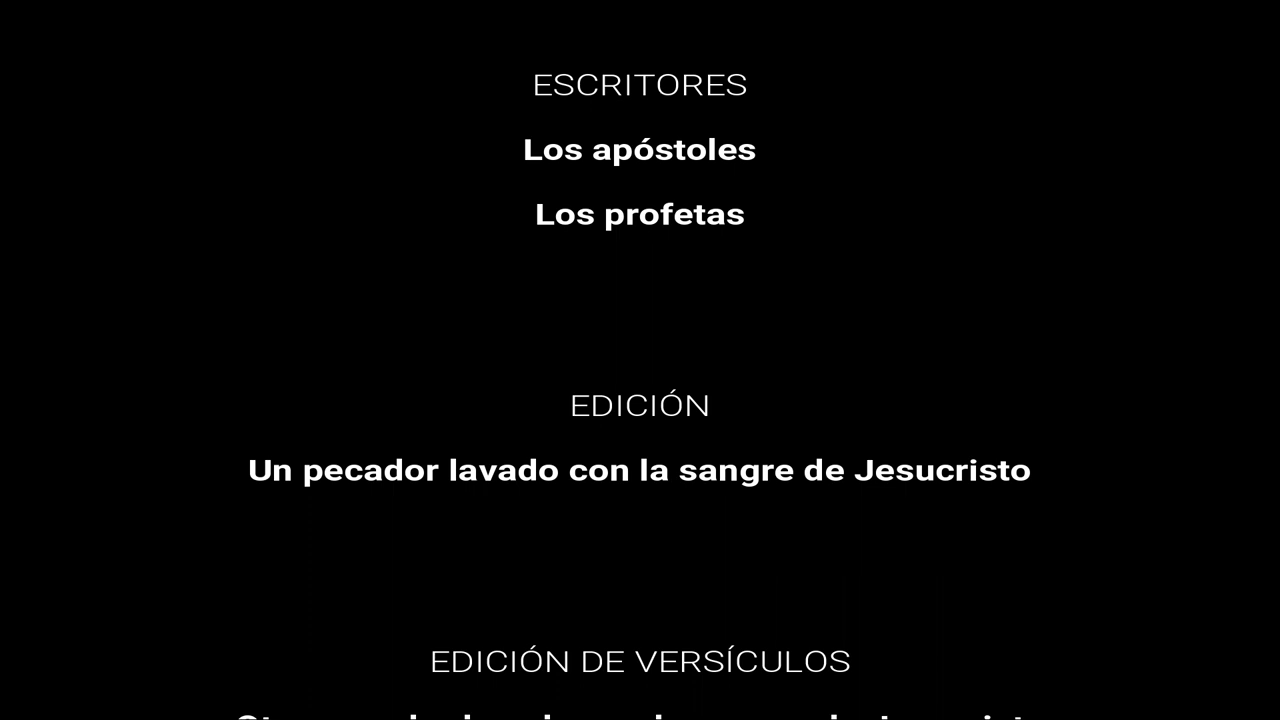 ESCRITORES
Los apóstoles
Los profetas
EDICIÓN
Un pecador lavado con la sangre de Jesucristo
EDICIÓN DE VERSÍCULOS